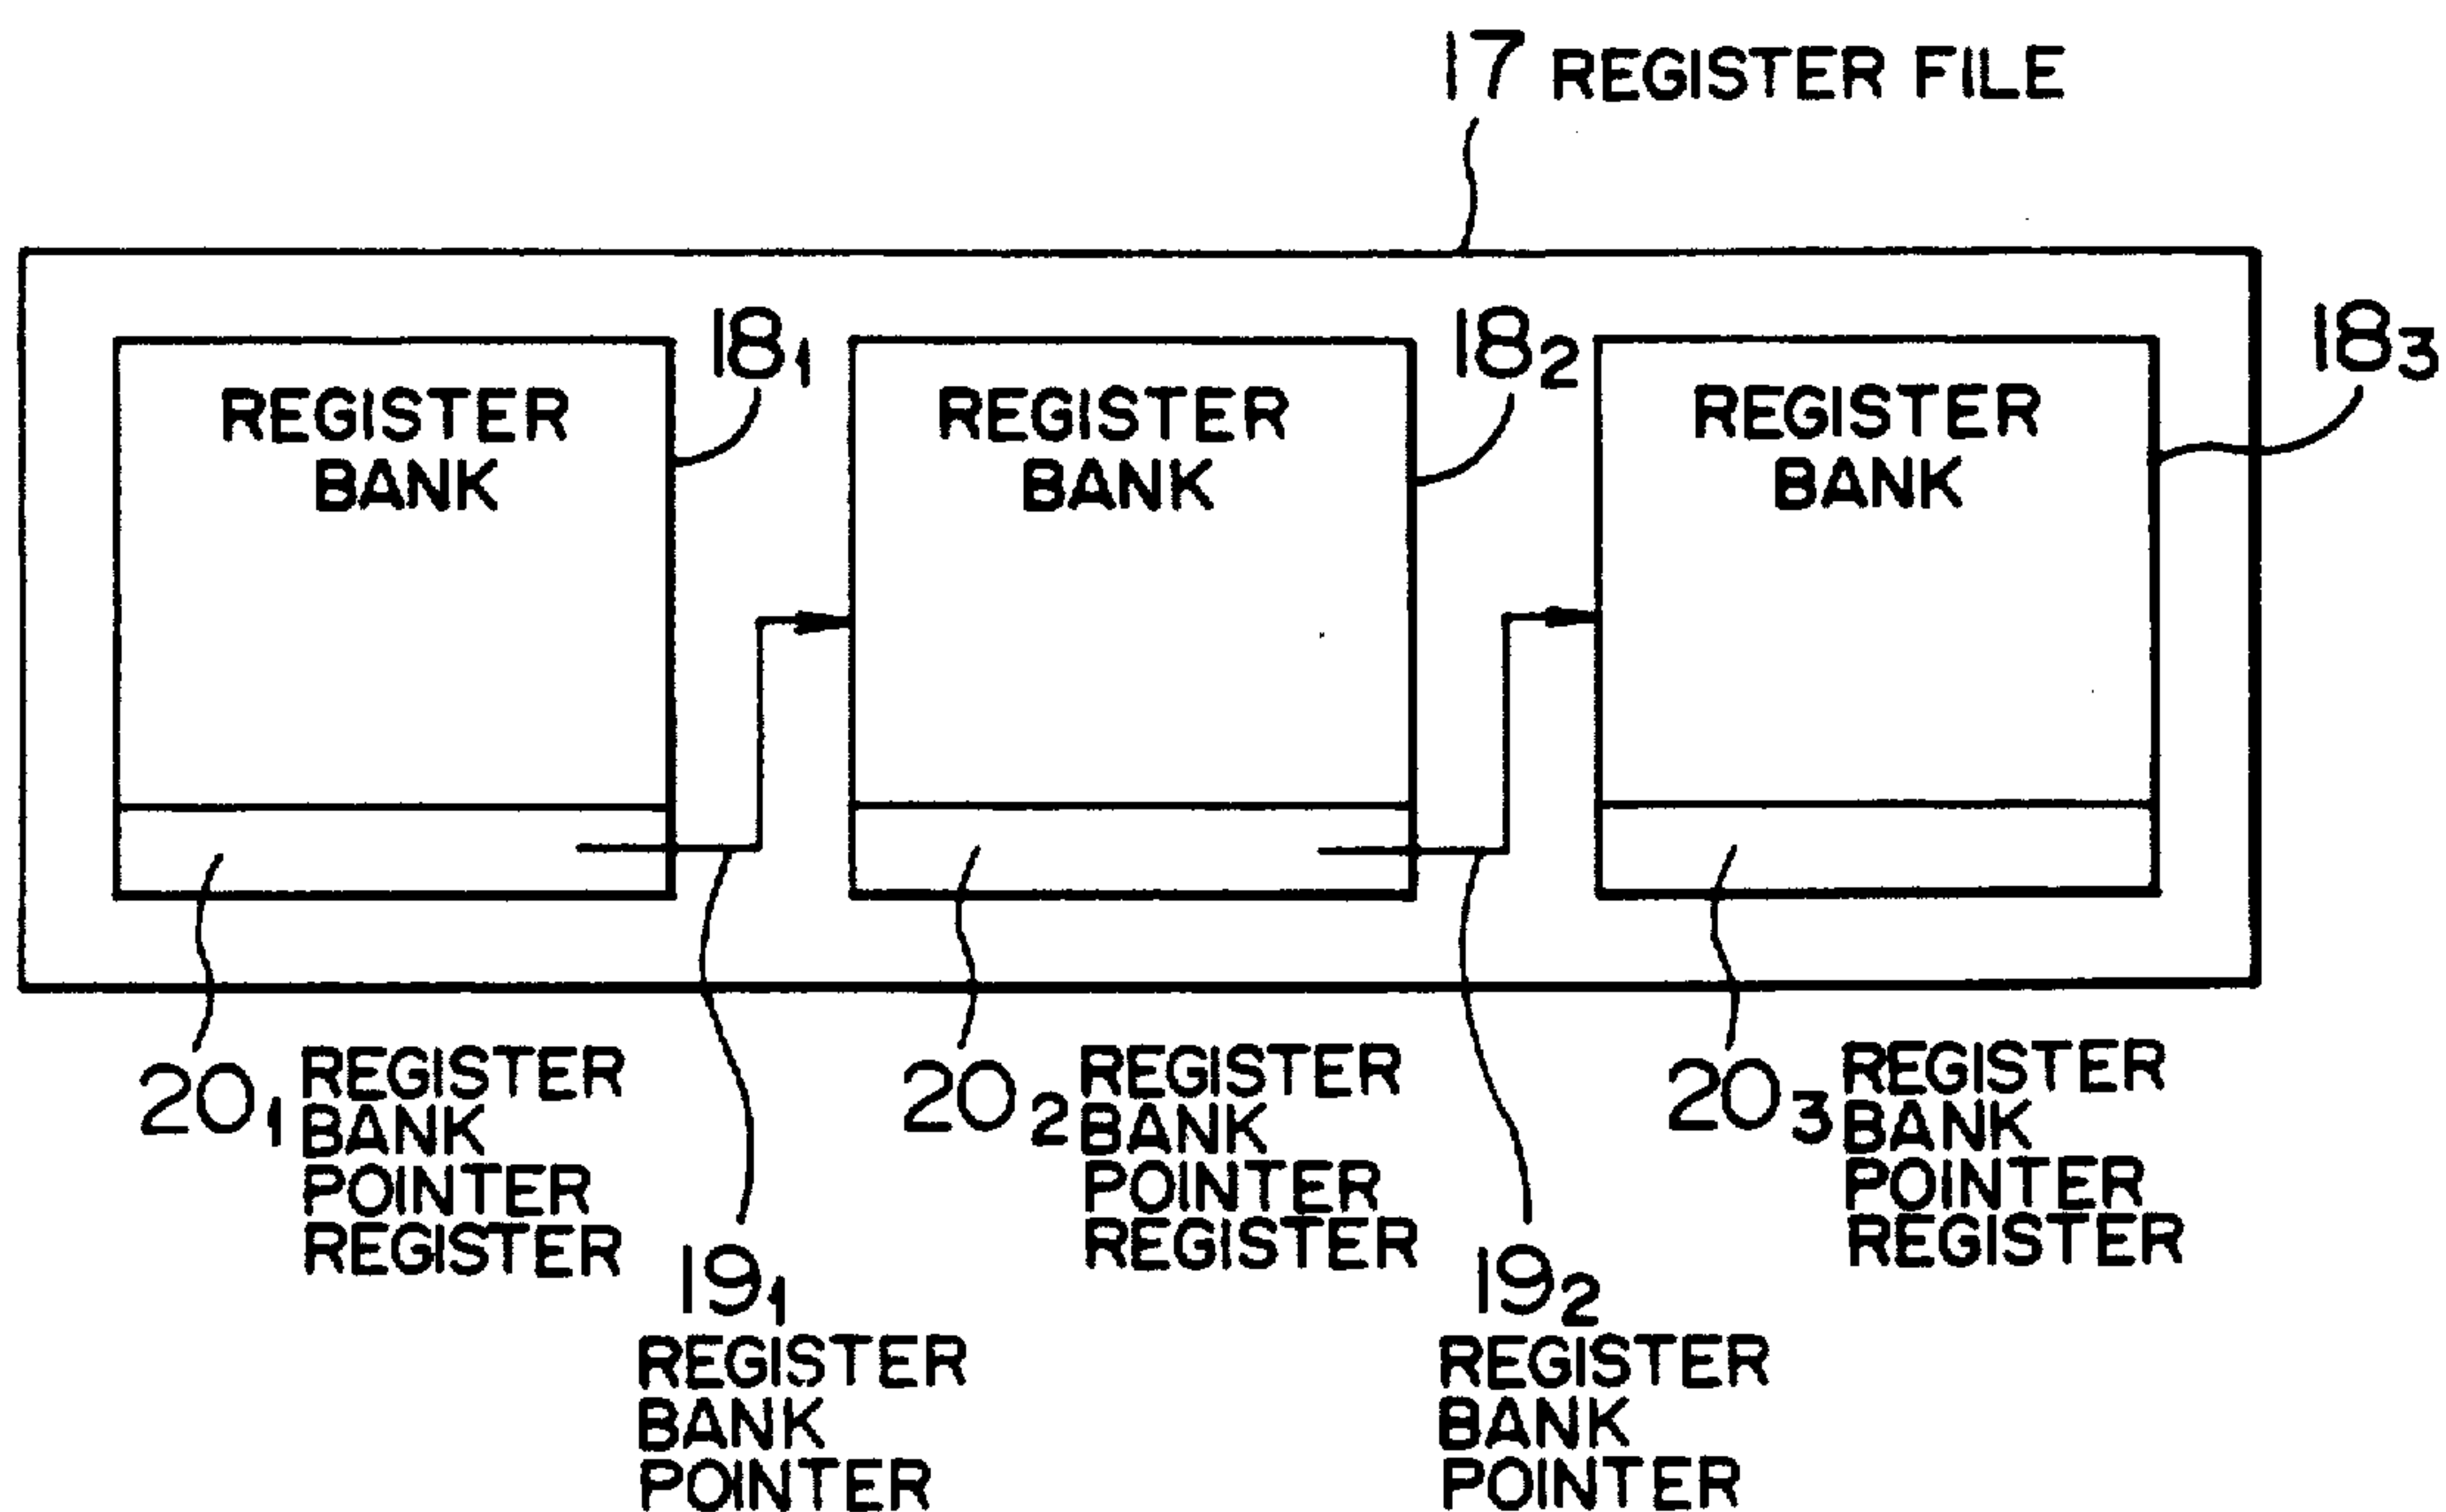 17 REGISTER FILE
18₁
18₂
18₃
REGISTER
BANK
REGISTER
BANK
REGISTER
BANK
20₁ REGISTER
BANK
POINTER
REGISTER
20₂ REGISTER
BANK
POINTER
REGISTER
20₃ REGISTER
BANK
POINTER
REGISTER
19₁
REGISTER
BANK
POINTER
19₂
REGISTER
BANK
POINTER